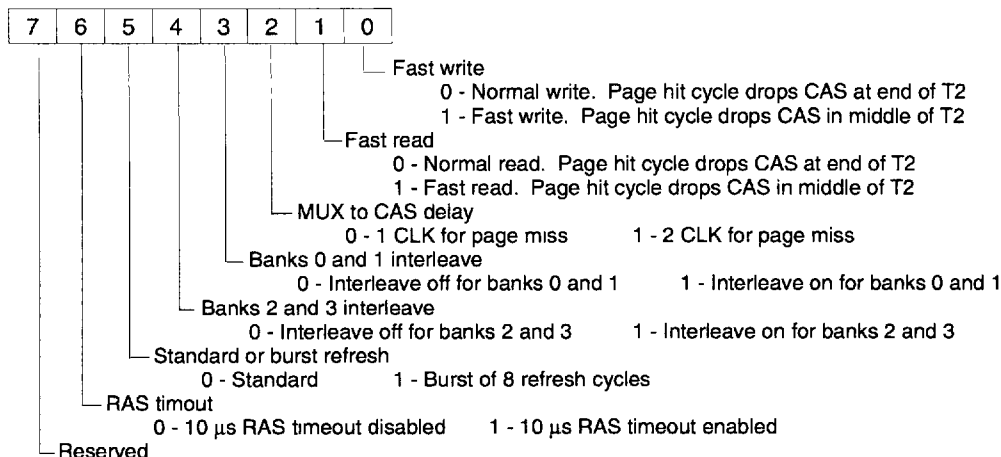 7 6 5 4 3 2 1 0
Fast write
0 - Normal write. Page hit cycle drops CAS at end of T2
1 - Fast write. Page hit cycle drops CAS in middle of T2
Fast read
0 - Normal read. Page hit cycle drops CAS at end of T2
1 - Fast read. Page hit cycle drops CAS in middle of T2
MUX to CAS delay
0 - 1 CLK for page miss 1 - 2 CLK for page miss
Banks 0 and 1 interleave
0 - Interleave off for banks 0 and 1 1 - Interleave on for banks 0 and 1
Banks 2 and 3 interleave
0 - Interleave off for banks 2 and 3 1 - Interleave on for banks 2 and 3
Standard or burst refresh
0 - Standard 1 - Burst of 8 refresh cycles
RAS timout
0 - 10 µs RAS timeout disabled 1 - 10 µs RAS timeout enabled
Reserved